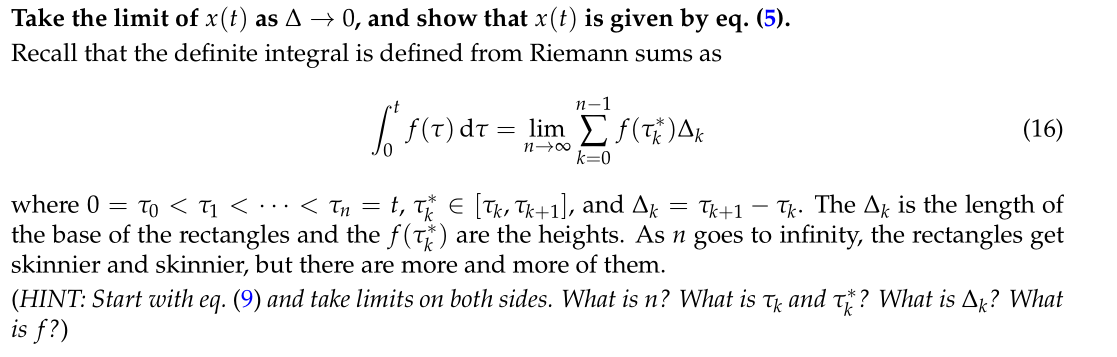 Take the limit of x(t) as Δ → 0, and show that x(t) is given by eq. (5).
Recall that the definite integral is defined from Riemann sums as
∫₀ᵗ f(τ) dτ = lim_{n→∞} ∑_{k=0}^{n−1} f(τ_k^*)Δ_k (16)
where 0 = τ₀ < τ₁ < ⋯ < τ_n = t, τ_k^* ∈ [τ_k, τ_{k+1}], and Δ_k = τ_{k+1} − τ_k. The Δ_k is the length of
the base of the rectangles and the f(τ_k^*) are the heights. As n goes to infinity, the rectangles get
skinnier and skinnier, but there are more and more of them.
(HINT: Start with eq. (9) and take limits on both sides. What is n? What is τ_k and τ_k^*? What is Δ_k? What
is f?)